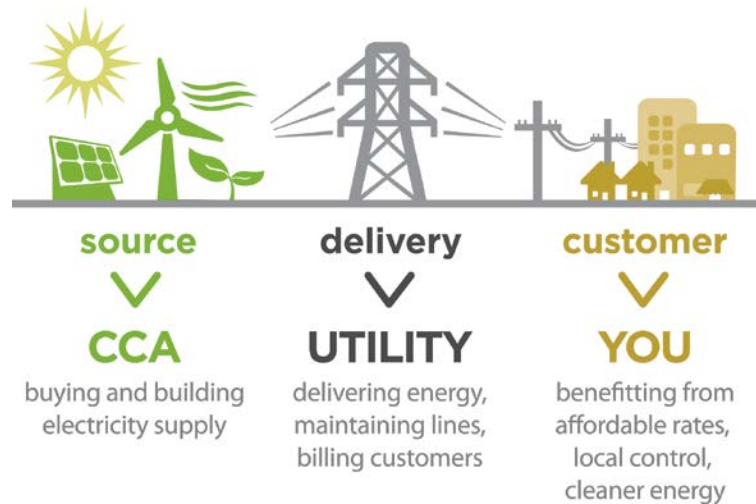 source
delivery
customer
CCA
UTILITY
YOU
buying and building
electricity supply
delivering energy,
maintaining lines,
billing customers
benefitting from
affordable rates,
local control,
cleaner energy